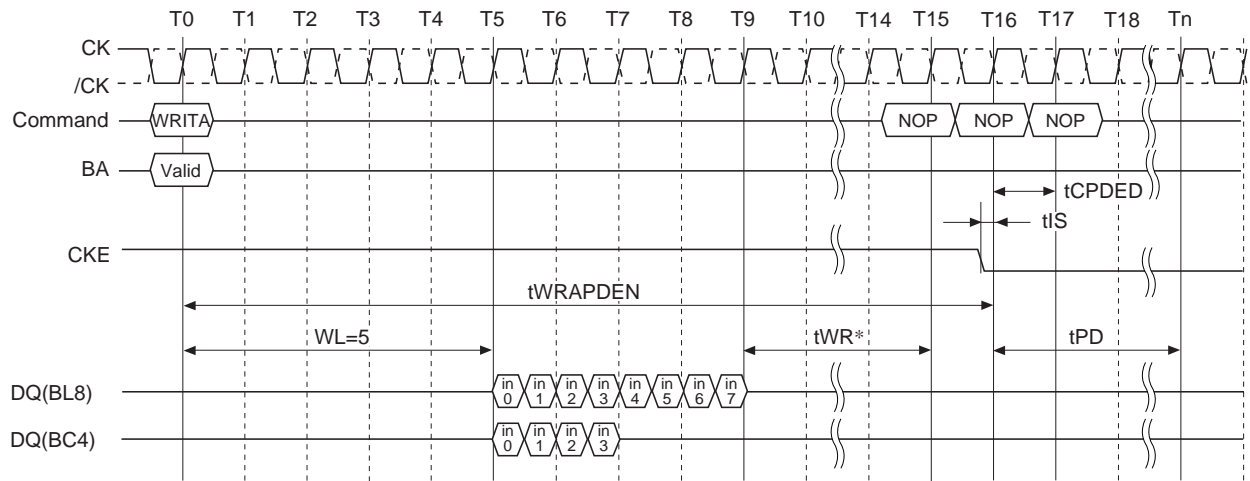 T0 T1 T2 T3 T4 T5 T6 T7 T8 T9 T10 T14 T15 T16 T17 T18 Tn
CK
/CK
Command WRITA NOP NOP NOP
BA Valid
tCPDED
tIS
CKE
tWRAPDEN
WL=5 tWR* tPD
DQ(BL8) in 0 in 1 in 2 in 3 in 4 in 5 in 6 in 7
DQ(BC4) in 0 in 1 in 2 in 3